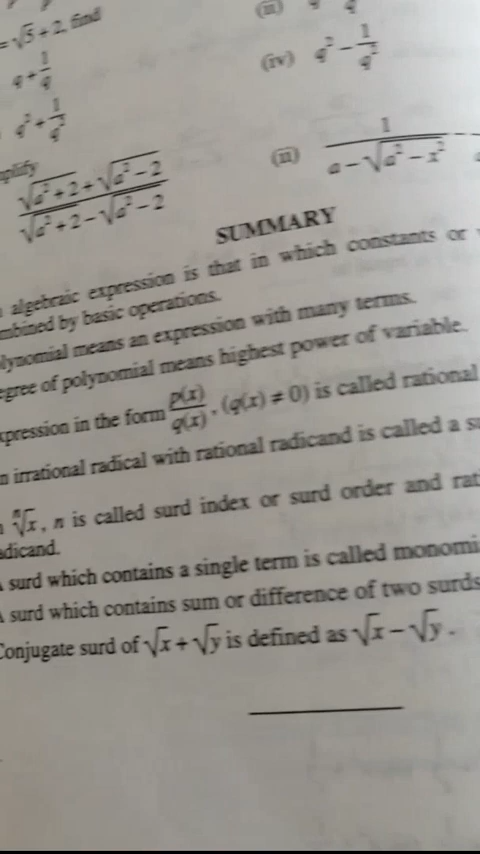 = √5 + 2, find
(ii)
q + 1/q
(iv) q² − 1/q²
q² + 1/q²
(√(a² + 2) + √(a² − 2)) / (√(a² + 2) − √(a² − 2))
(ii) 1 / (a − √(a² − x²)) −
SUMMARY
algebraic expression is that in which constants or
mbined by basic operations.
lynomial means an expression with many terms.
egree of polynomial means highest power of variable.
xpression in the form p(x)/q(x), (q(x) ≠ 0) is called rational
n irrational radical with rational radicand is called a su
ⁿ√x, n is called surd index or surd order and rati
adicand.
A surd which contains a single term is called monomi
A surd which contains sum or difference of two surds
Conjugate surd of √x + √y is defined as √x − √y .